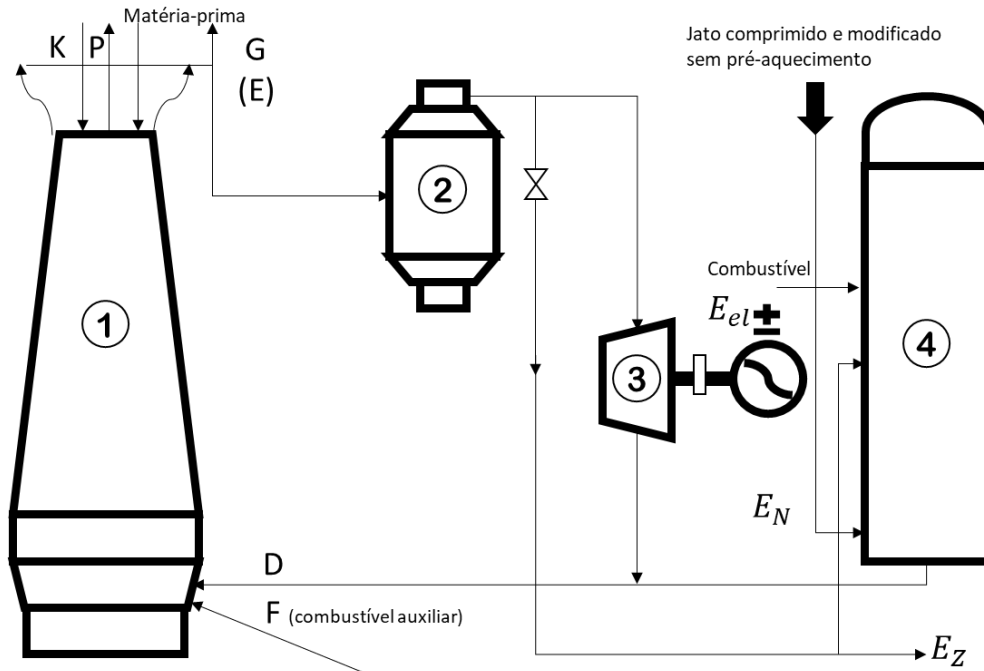 Matéria-prima
K P G
(E)
Jato comprimido e modificado
sem pré-aquecimento
2
Combustível
E_el ±
1
3
4
E_N
D
F (combustível auxiliar)
E_Z